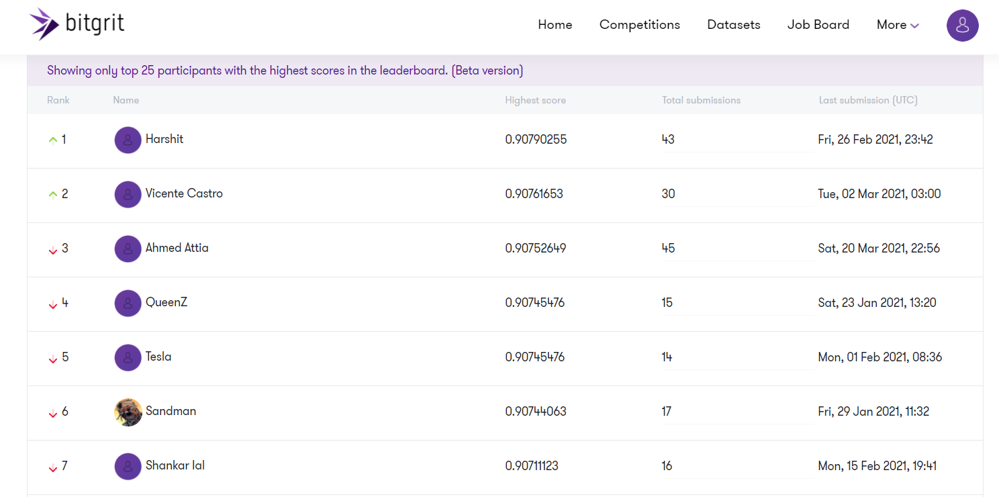 bitgrit Home Competitions Datasets Job Board More
Showing only top 25 participants with the highest scores in the leaderboard. (Beta version)
Rank Name Highest score Total submissions Last submission (UTC)
1 Harshit 0.90790255 43 Fri, 26 Feb 2021, 23:42
2 Vicente Castro 0.90761653 30 Tue, 02 Mar 2021, 03:00
3 Ahmed Attia 0.90752649 45 Sat, 20 Mar 2021, 22:56
4 QueenZ 0.90745476 15 Sat, 23 Jan 2021, 13:20
5 Tesla 0.90745476 14 Mon, 01 Feb 2021, 08:36
6 Sandman 0.90744063 17 Fri, 29 Jan 2021, 11:32
7 Shankar lal 0.90711123 16 Mon, 15 Feb 2021, 19:41